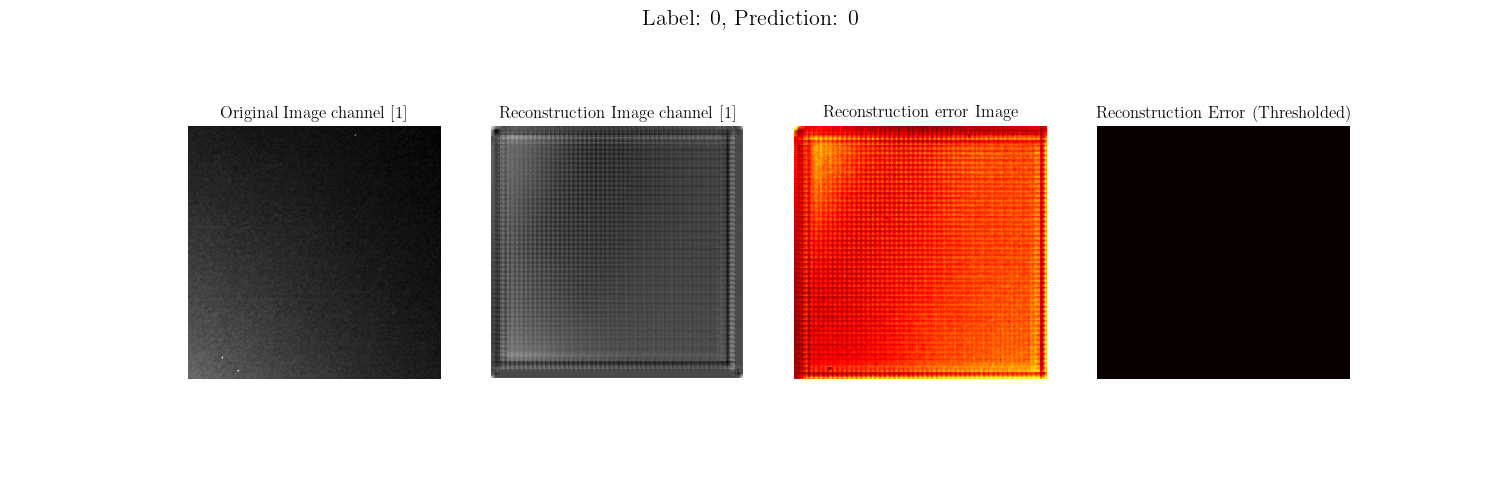 Label: 0, Prediction: 0
Original Image channel [1]
Reconstruction Image channel [1]
Reconstruction error Image
Reconstruction Error (Thresholded)